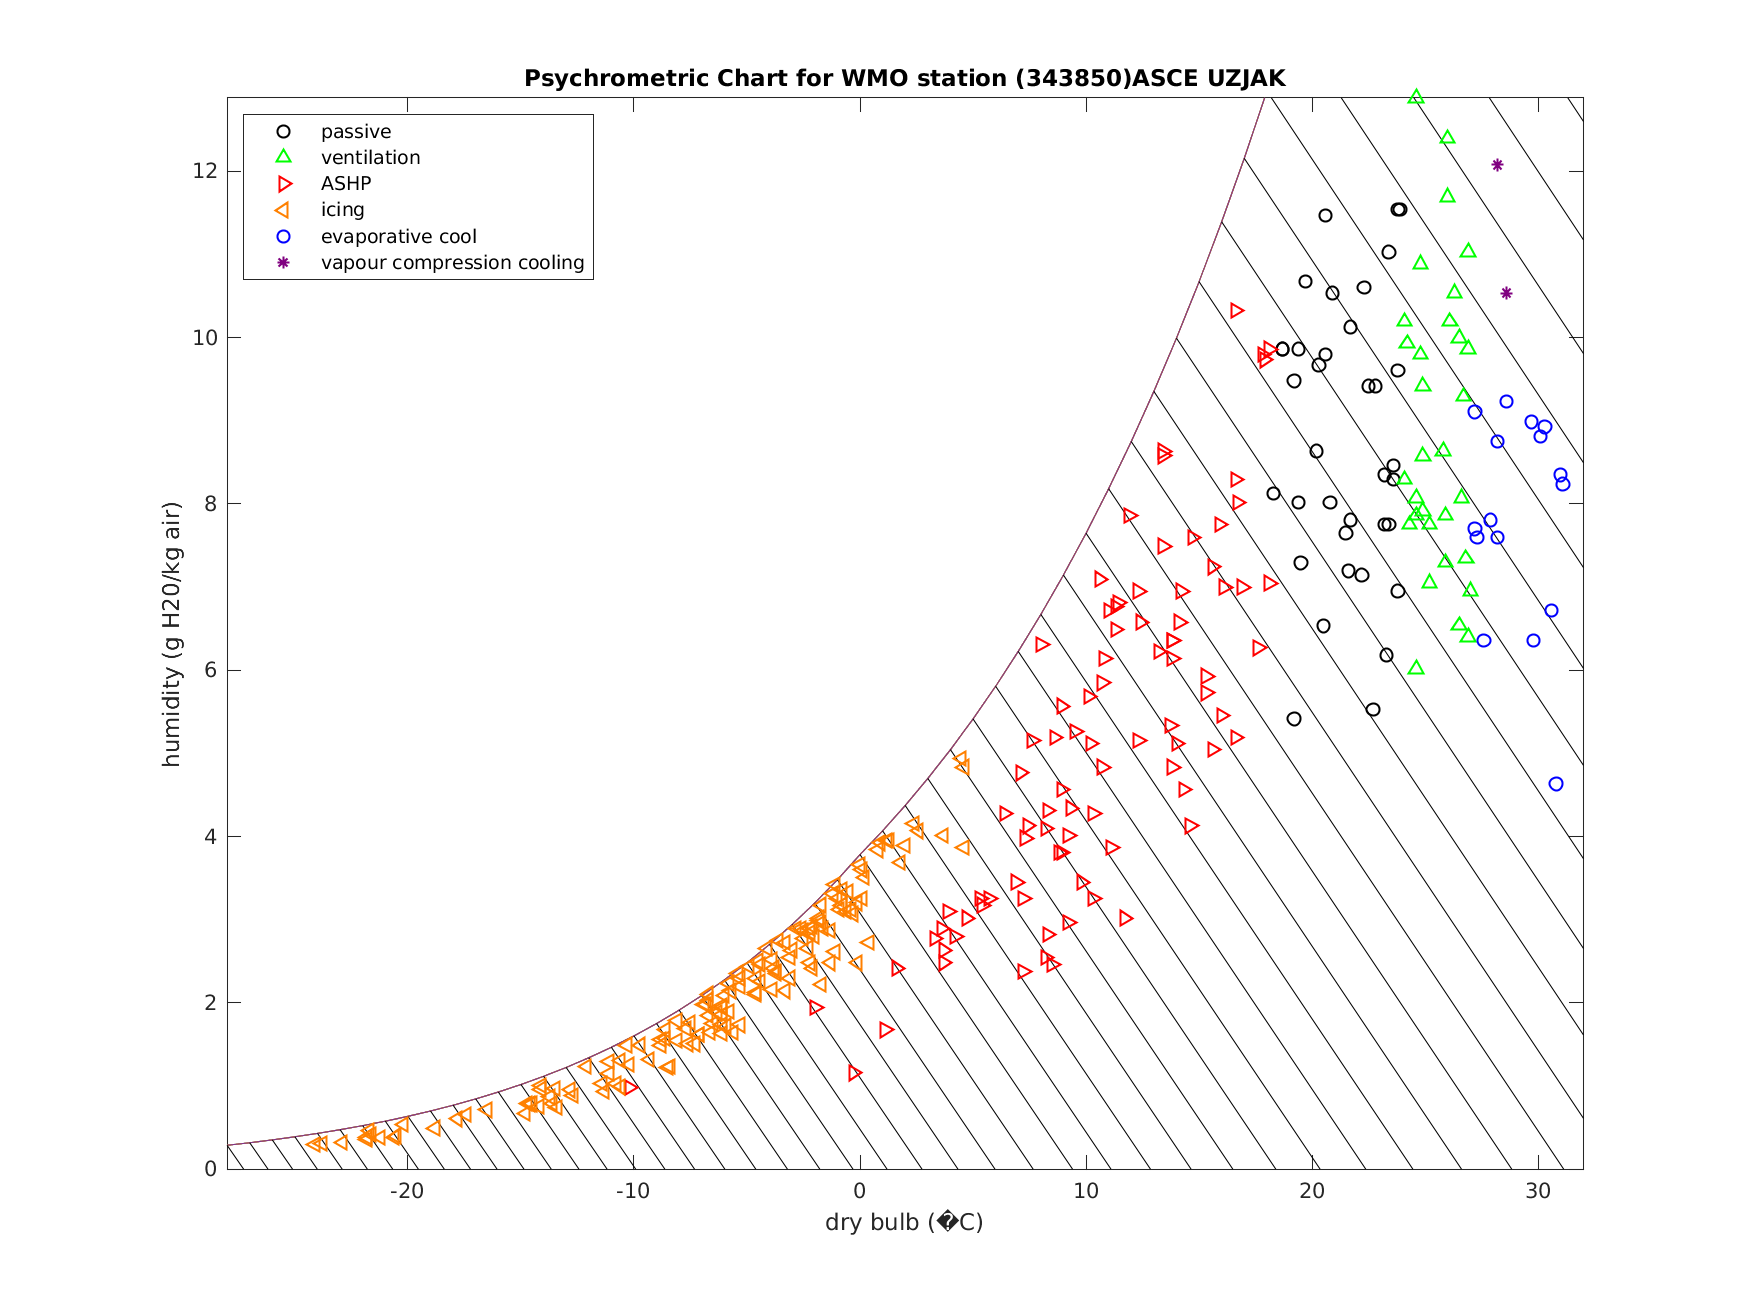 Psychrometric Chart for WMO station (343850)ASCE UZJAK
passive
ventilation
ASHP
icing
evaporative cool
vapour compression cooling
humidity (g H20/kg air)
12
10
8
6
4
2
0
-20 -10 0 10 20 30
dry bulb (�C)